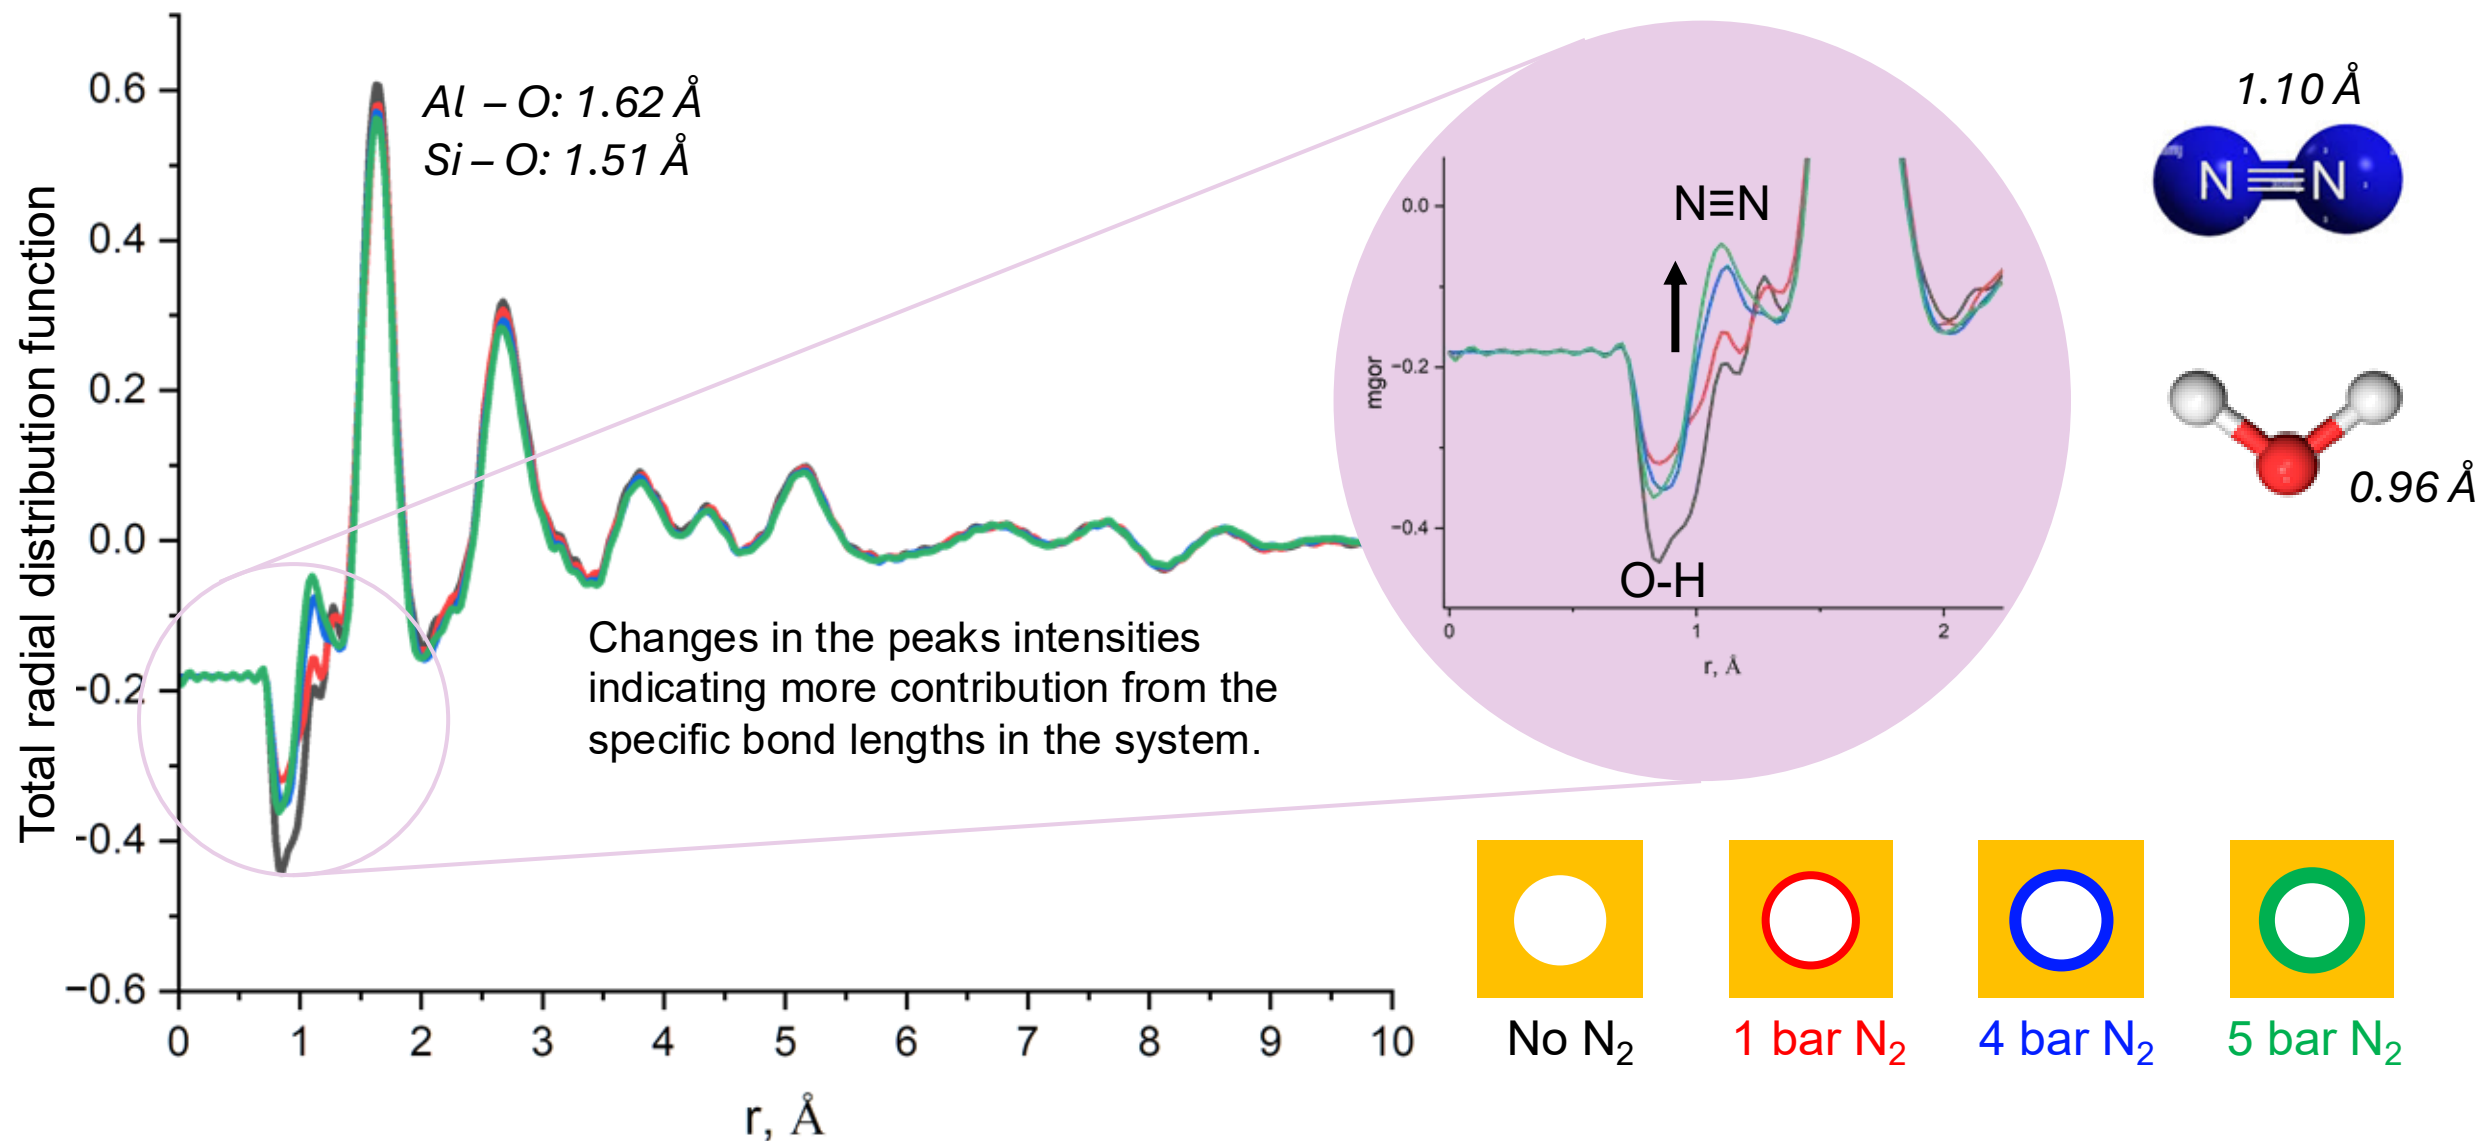 Total radial distribution function
0.6
0.4
0.2
0.0
-0.2
-0.4
−0.6
0 1 2 3 4 5 6 7 8 9 10
r, Å
Al – O: 1.62 Å
Si – O: 1.51 Å
Changes in the peaks intensities
indicating more contribution from the
specific bond lengths in the system.
N≡N
O-H
mgor
0.0
−0.2
−0.4
0 1 2
r, Å
1.10 Å
N N
0.96 Å
No N₂
1 bar N₂
4 bar N₂
5 bar N₂